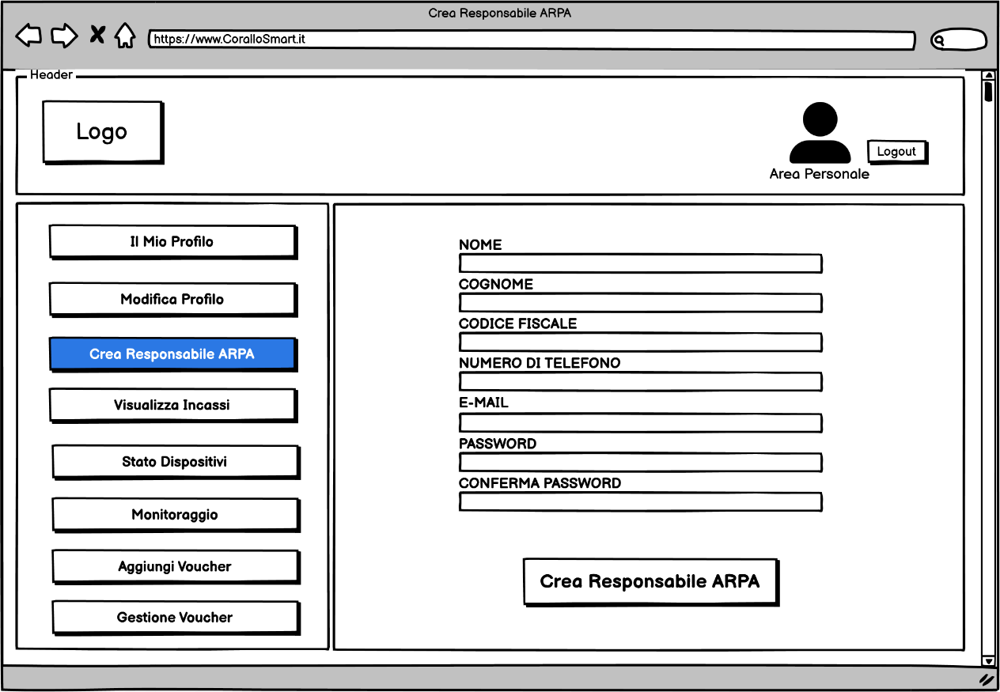 Crea Responsabile ARPA
https://www.CoralloSmart.it
Header
Logo
Logout
Area Personale
Il Mio Profilo
Modifica Profilo
Crea Responsabile ARPA
Visualizza Incassi
Stato Dispositivi
Monitoraggio
Aggiungi Voucher
Gestione Voucher
NOME
COGNOME
CODICE FISCALE
NUMERO DI TELEFONO
E-MAIL
PASSWORD
CONFERMA PASSWORD
Crea Responsabile ARPA